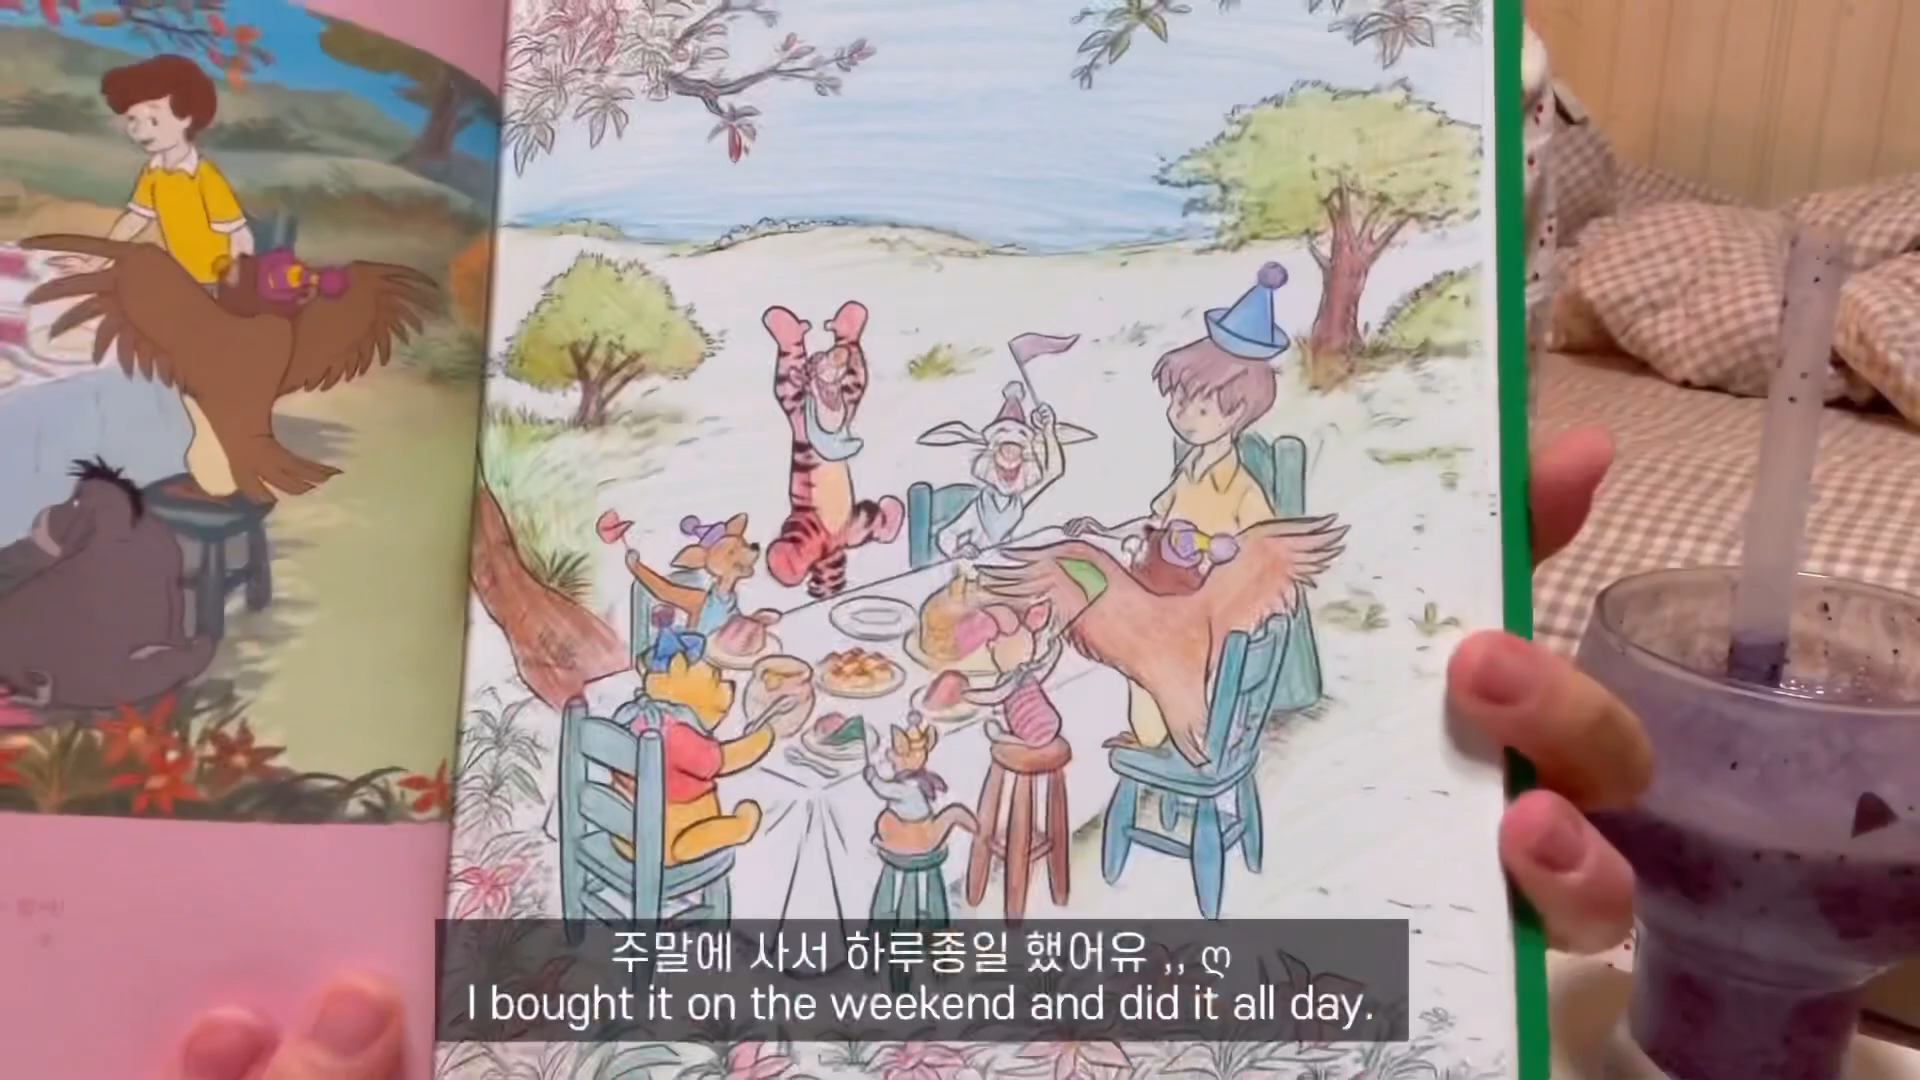 주말에 사서 하루종일 했어유 ,, ღ
I bought it on the weekend and did it all day.